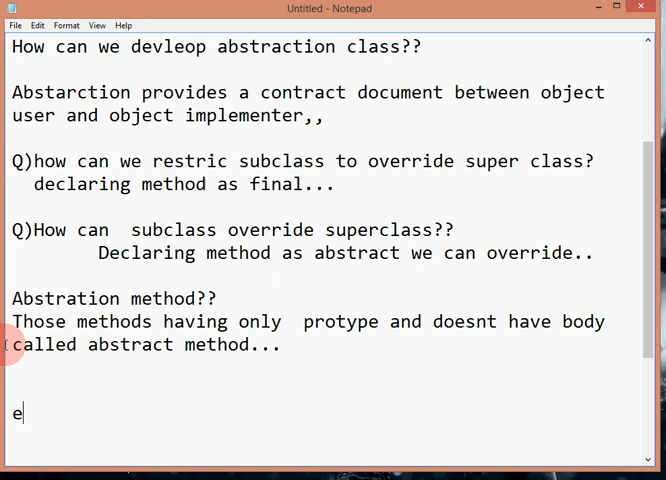 Untitled - Notepad
File Edit Format View Help
How can we devleop abstraction class??
Abstarction provides a contract document between object
user and object implementer,,
Q)how can we restric subclass to override super class?
declaring method as final...
Q)How can subclass override superclass??
Declaring method as abstract we can override..
Abstration method??
Those methods having only protype and doesnt have body
called abstract method...
e